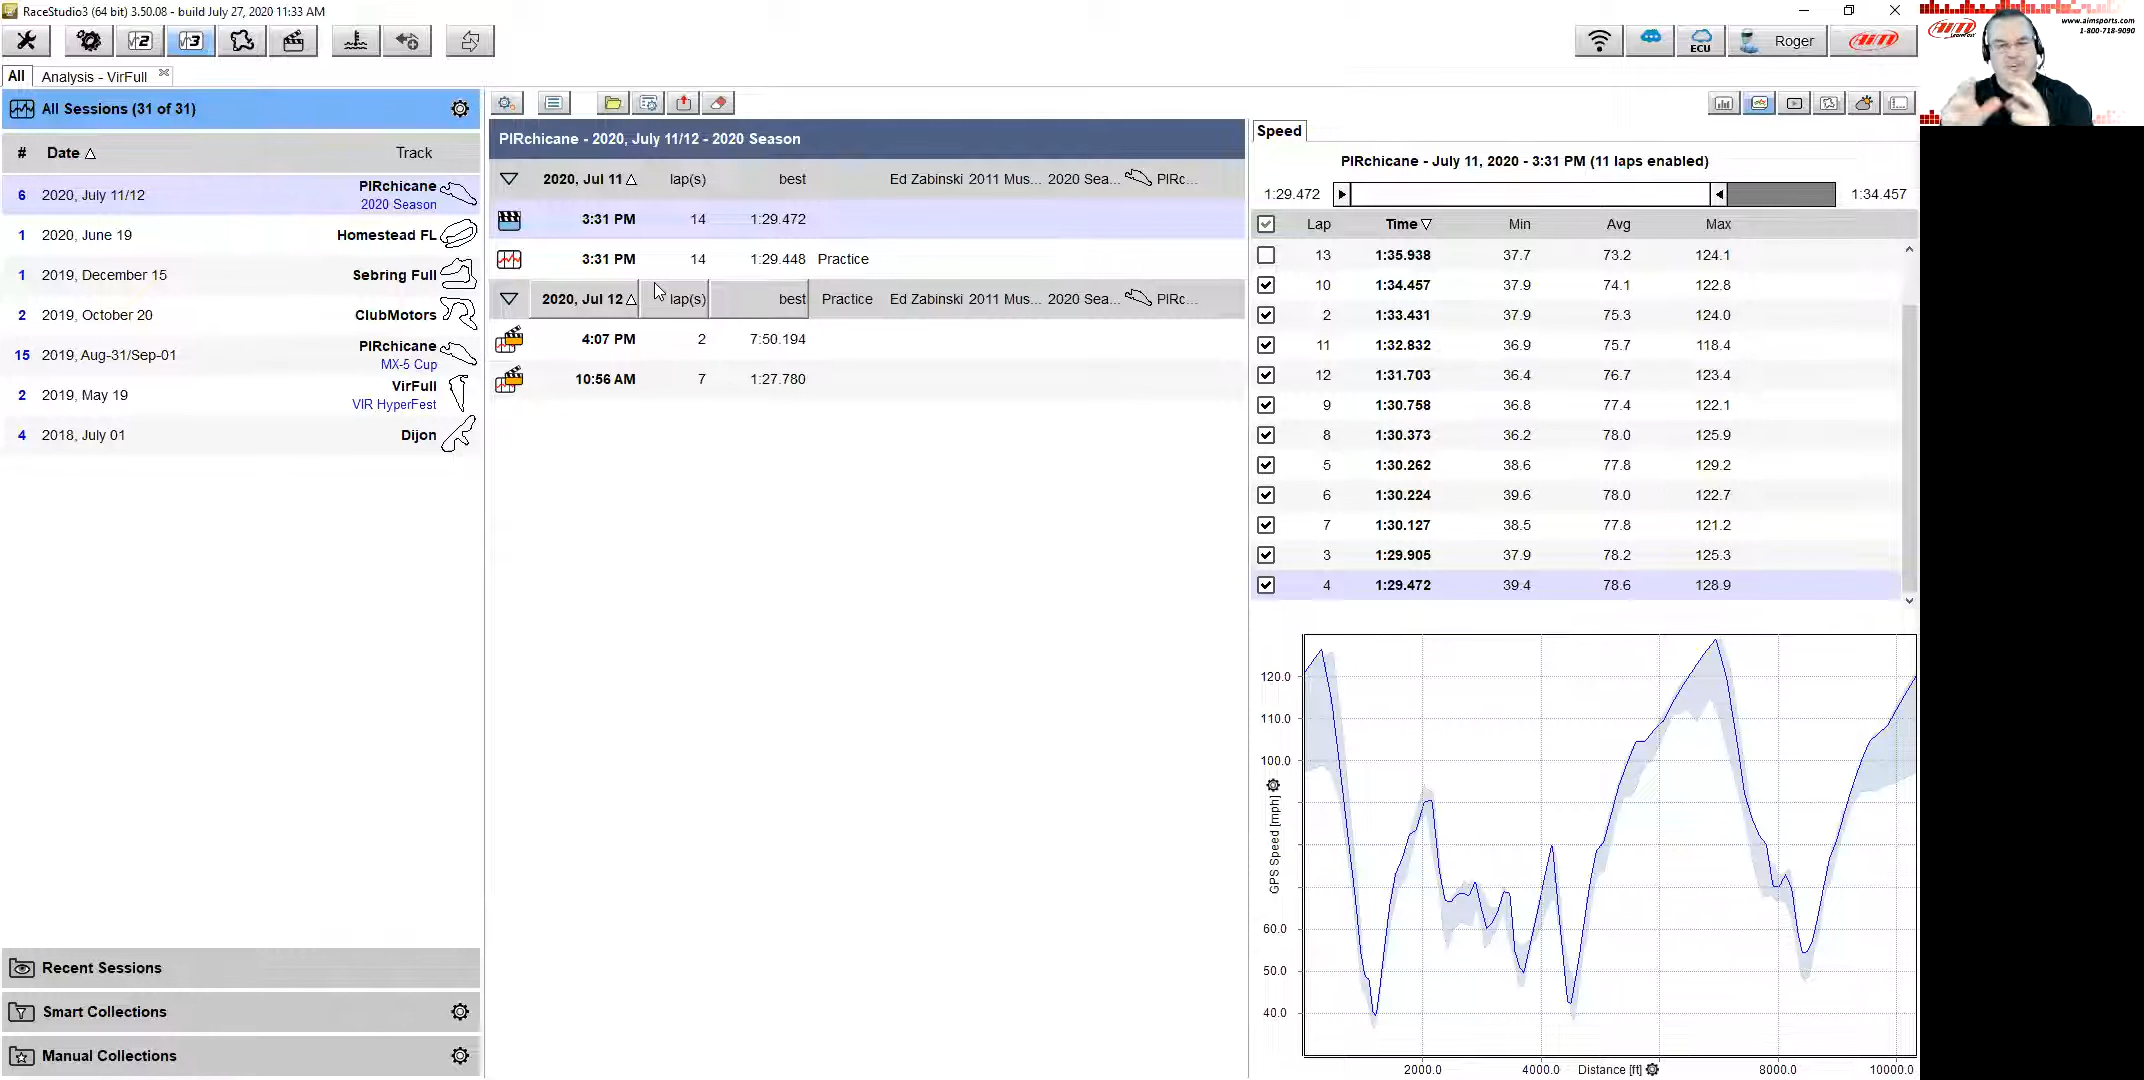 RaceStudio3 (64 bit) 3.50.08 - build July 27, 2020 11:33 AM
2
3
ECU
Roger
AiM
www.aimsports.com
1-800-718-9090
All Analysis - VirFull
All Sessions (31 of 31)
# Date Track
6 2020, July 11/12 PIRchicane
2020 Season
1 2020, June 19 Homestead FL
1 2019, December 15 Sebring Full
2 2019, October 20 ClubMotors
15 2019, Aug-31/Sep-01 PIRchicane
MX-5 Cup
2 2019, May 19 VirFull
VIR HyperFest
4 2018, July 01 Dijon
Recent Sessions
Smart Collections
Manual Collections
PIRchicane - 2020, July 11/12 - 2020 Season
2020, Jul 11 lap(s) best Ed Zabinski 2011 Mus... 2020 Sea... PIRc...
3:31 PM 14 1:29.472
3:31 PM 14 1:29.448 Practice
2020, Jul 12 lap(s) best Practice Ed Zabinski 2011 Mus... 2020 Sea... PIRc...
4:07 PM 2 7:50.194
10:56 AM 7 1:27.780
Speed
PIRchicane - July 11, 2020 - 3:31 PM (11 laps enabled)
1:29.472 1:34.457
Lap Time Min Avg Max
13 1:35.938 37.7 73.2 124.1
10 1:34.457 37.9 74.1 122.8
2 1:33.431 37.9 75.3 124.0
11 1:32.832 36.9 75.7 118.4
12 1:31.703 36.4 76.7 123.4
9 1:30.758 36.8 77.4 122.1
8 1:30.373 36.2 78.0 125.9
5 1:30.262 38.6 77.8 129.2
6 1:30.224 39.6 78.0 122.7
7 1:30.127 38.5 77.8 121.2
3 1:29.905 37.9 78.2 125.3
4 1:29.472 39.4 78.6 128.9
120.0
110.0
100.0
GPS Speed [mph]
60.0
50.0
40.0
2000.0 4000.0 Distance [ft] 8000.0 10000.0